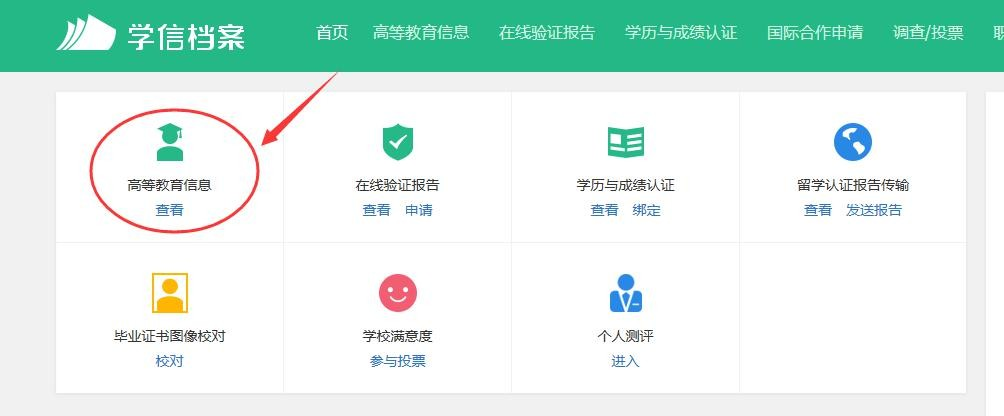 学信档案
首页 高等教育信息 在线验证报告 学历与成绩认证 国际合作申请 调查/投票
高等教育信息 在线验证报告 学历与成绩认证 留学认证报告传输
查看 查看 申请 查看 绑定 查看 发送报告
毕业证书图像校对 学校满意度 个人测评
校对 参与投票 进入